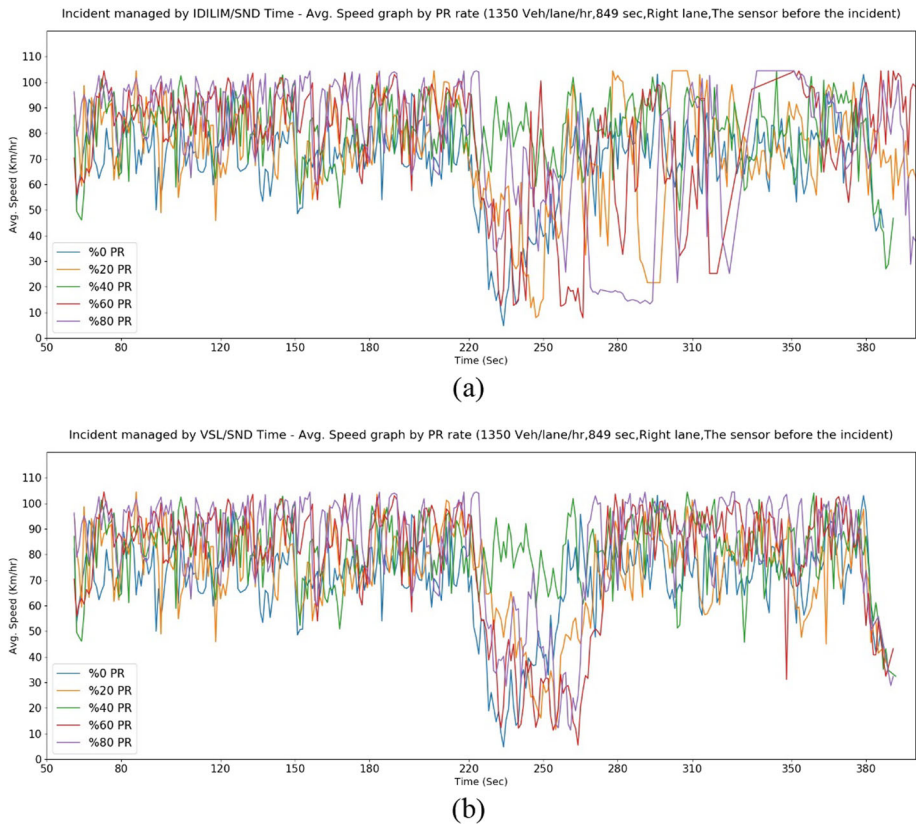 Incident managed by IDILIM/SND Time - Avg. Speed graph by PR rate (1350 Veh/lane/hr,849 sec,Right lane,The sensor before the incident)
110
100
90
80
70
60
50
40
30
20
10
0
Avg. Speed (Km/hr)
%0 PR
%20 PR
%40 PR
%60 PR
%80 PR
50 80 120 150 180 220 250 280 310 350 380
Time (Sec)
(a)
Incident managed by VSL/SND Time - Avg. Speed graph by PR rate (1350 Veh/lane/hr,849 sec,Right lane,The sensor before the incident)
110
100
90
80
70
60
50
40
30
20
10
0
Avg. Speed (Km/hr)
%0 PR
%20 PR
%40 PR
%60 PR
%80 PR
50 80 120 150 180 220 250 280 310 350 380
Time (Sec)
(b)